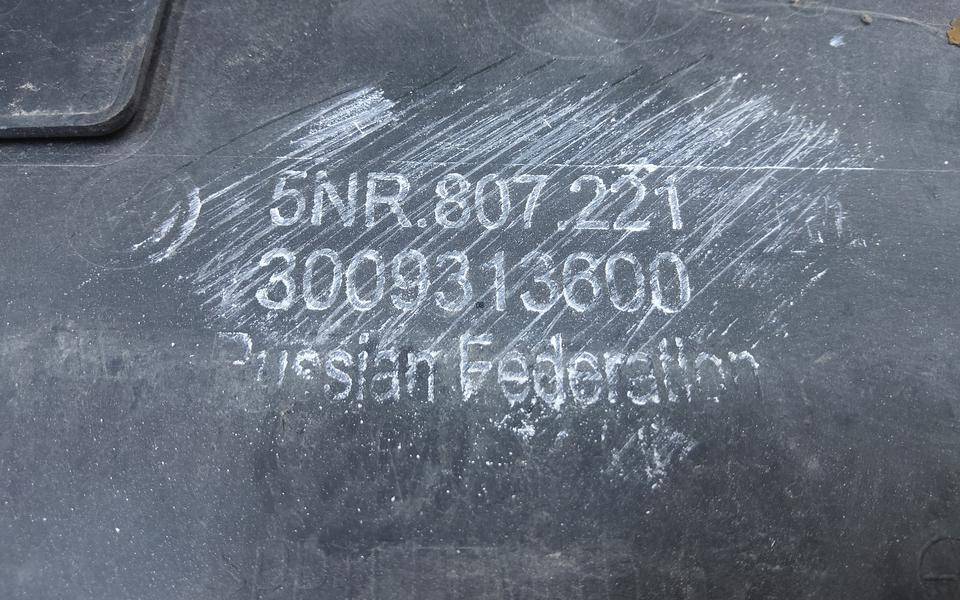 5NR.807.221
3009313600
Russian Federation